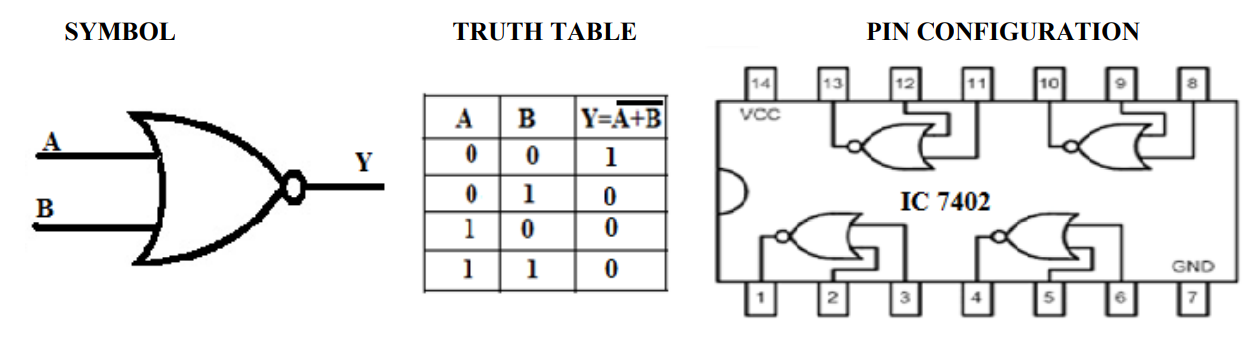 SYMBOL
A
B
Y
TRUTH TABLE
A B Y=A+B
0 0 1
0 1 0
1 0 0
1 1 0
PIN CONFIGURATION
14 13 12 11 10 9 8
VCC
IC 7402
GND
1 2 3 4 5 6 7